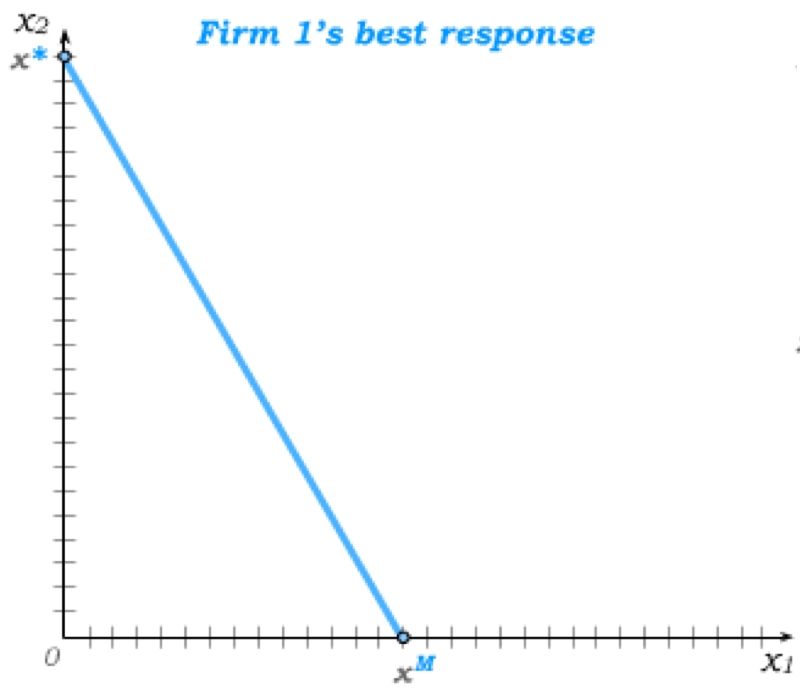 x₂
Firm 1's best response
x*
0
x^M
x₁